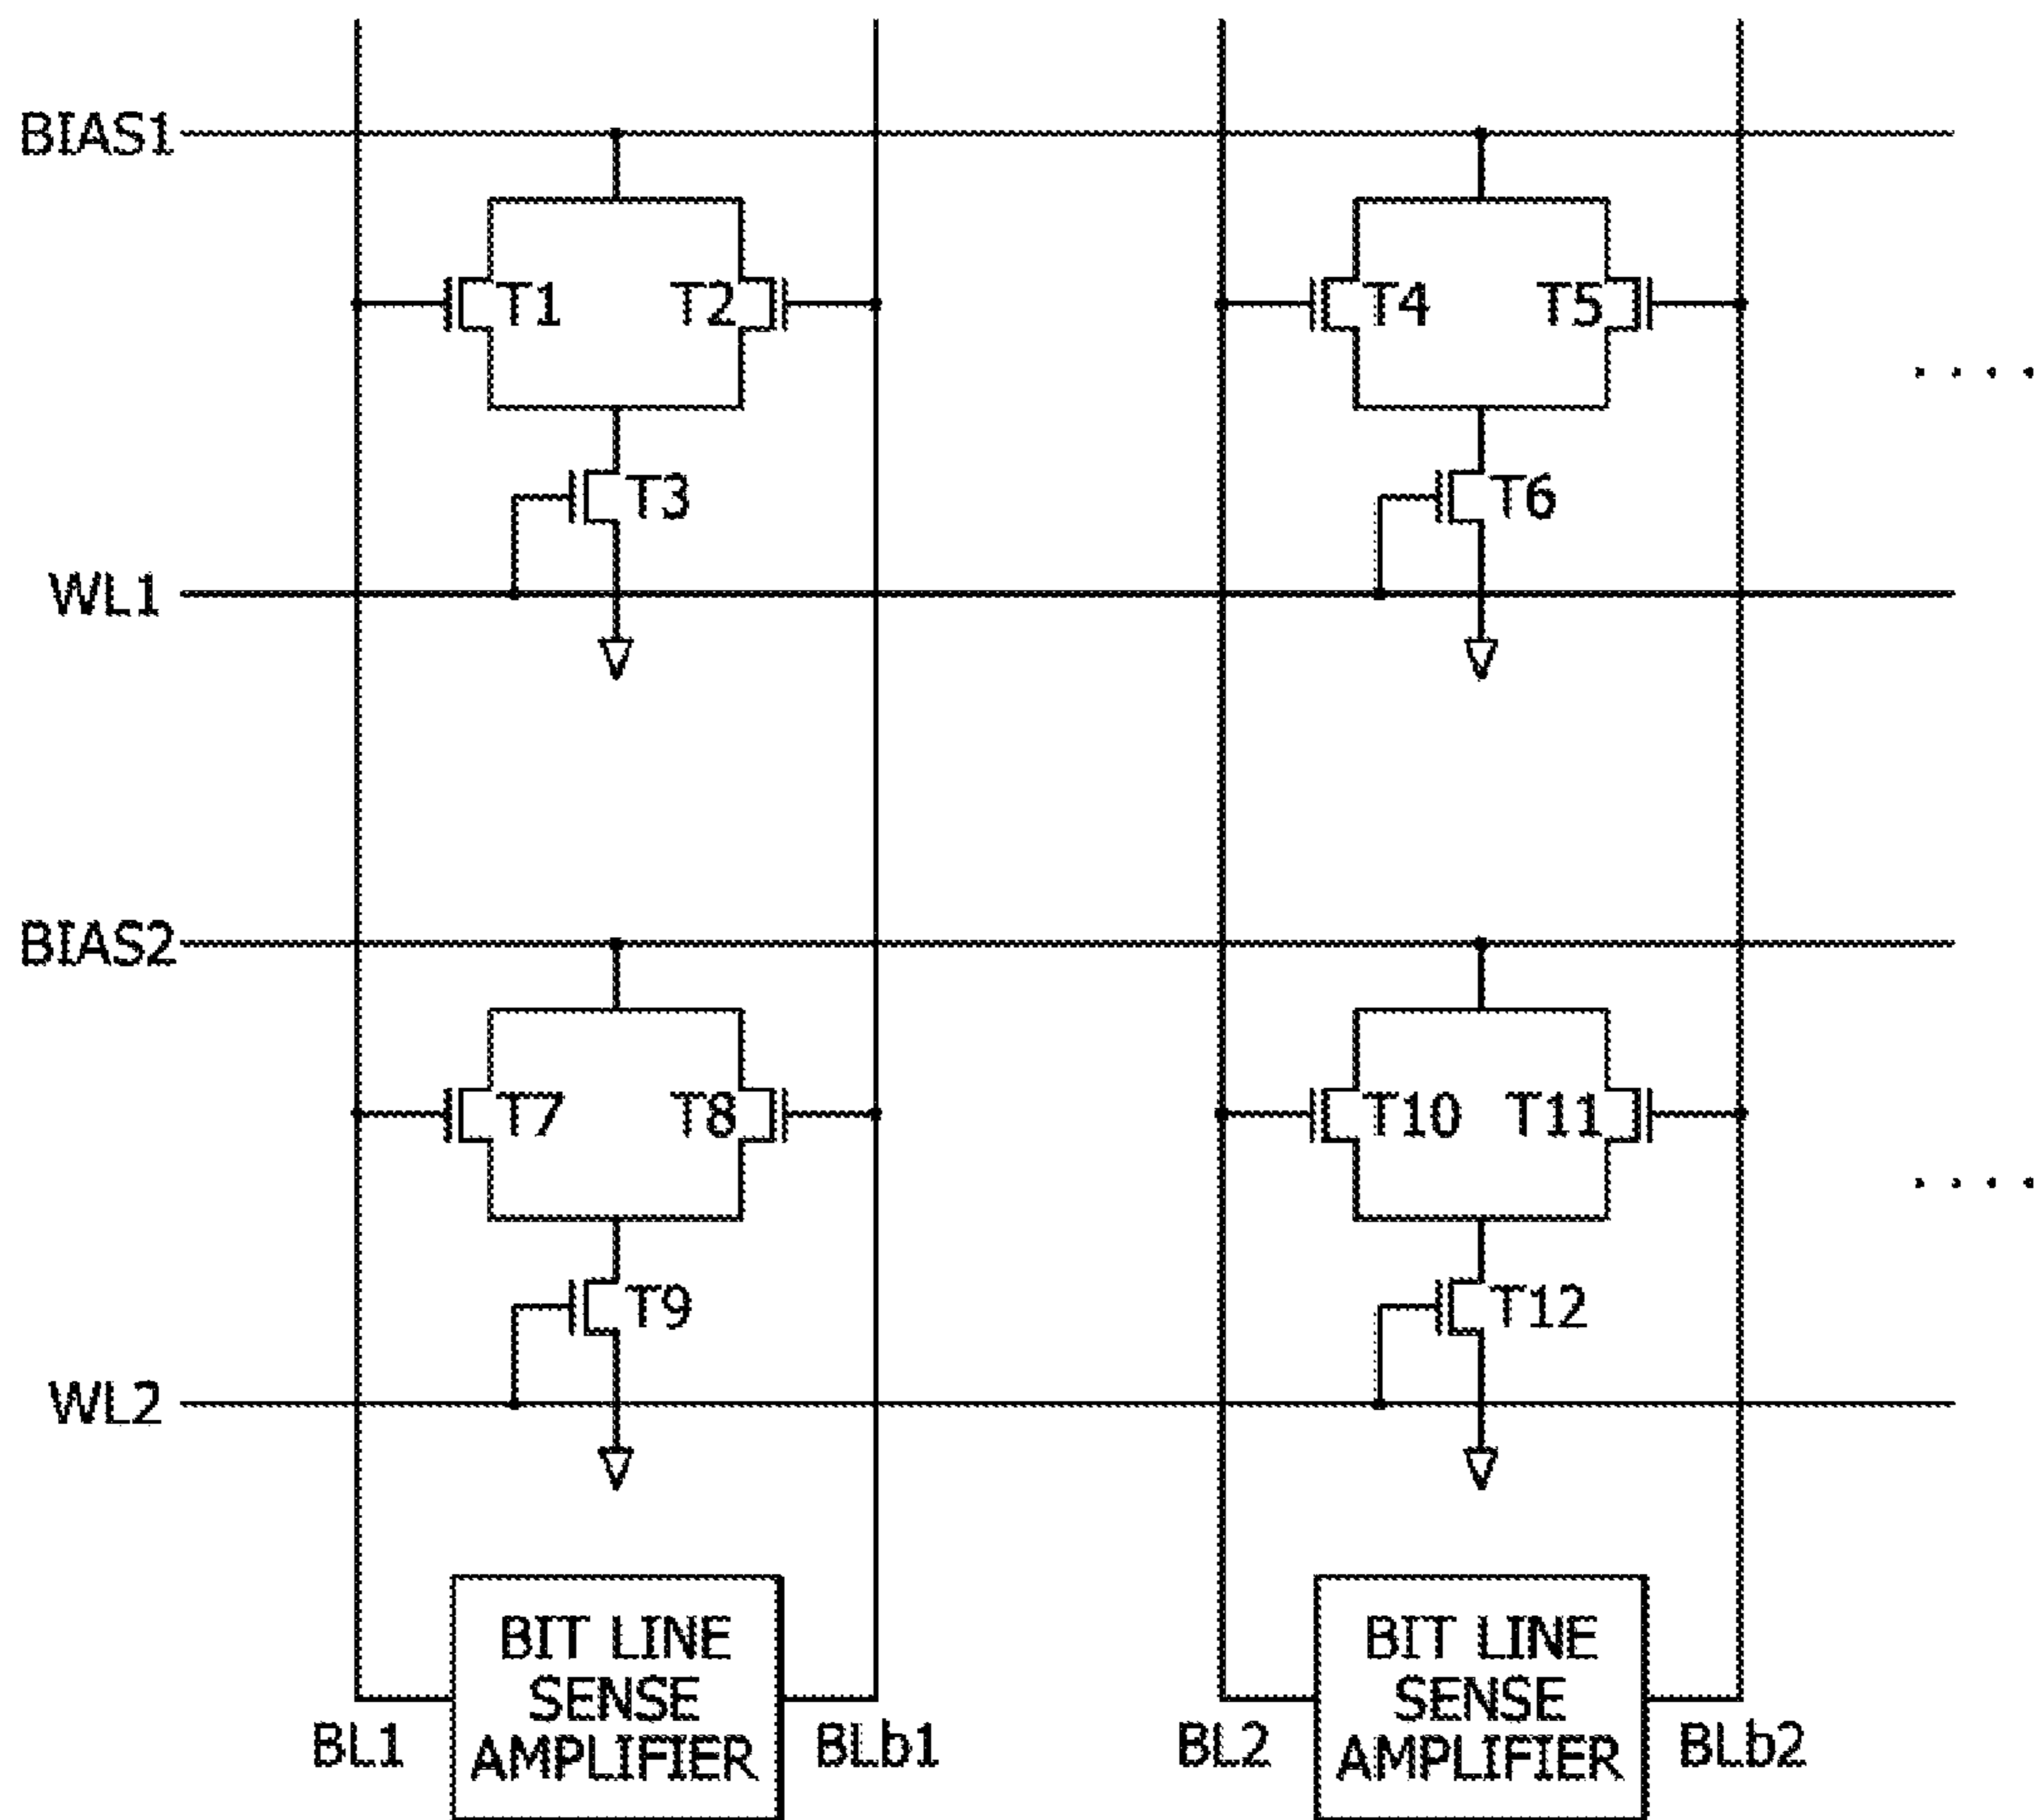 BIAS1
T1 T2 T4 T5
. . . .
T3 T6
WL1
BIAS2
T7 T8 T10 T11
. . . .
T9 T12
WL2
BIT LINE
SENSE
AMPLIFIER
BIT LINE
SENSE
AMPLIFIER
BL1 BLb1 BL2 BLb2